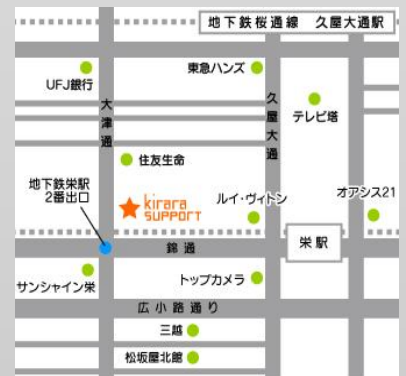 地下鉄桜通線　久屋大通駅
東急ハンズ
UFJ銀行
大津通
久屋大通
テレビ塔
住友生命
地下鉄栄駅
2番出口
kirara
SUPPORT
ルイ・ヴィトン
オアシス21
錦通
栄駅
サンシャイン栄
トップカメラ
広小路通り
三越
松坂屋北館